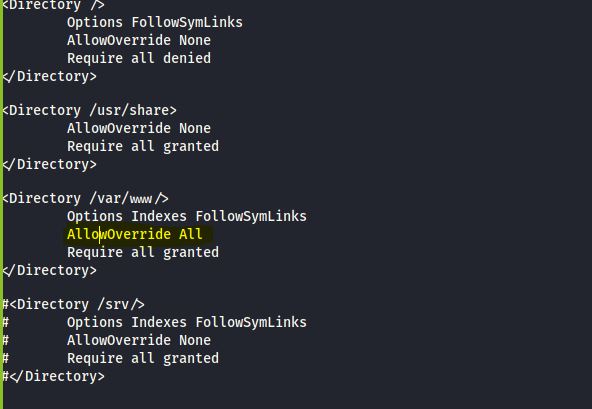 <Directory />
Options FollowSymLinks
AllowOverride None
Require all denied
</Directory>
<Directory /usr/share>
AllowOverride None
Require all granted
</Directory>
<Directory /var/www/>
Options Indexes FollowSymLinks
AllowOverride All
Require all granted
</Directory>
#<Directory /srv/>
# Options Indexes FollowSymLinks
# AllowOverride None
# Require all granted
#</Directory>